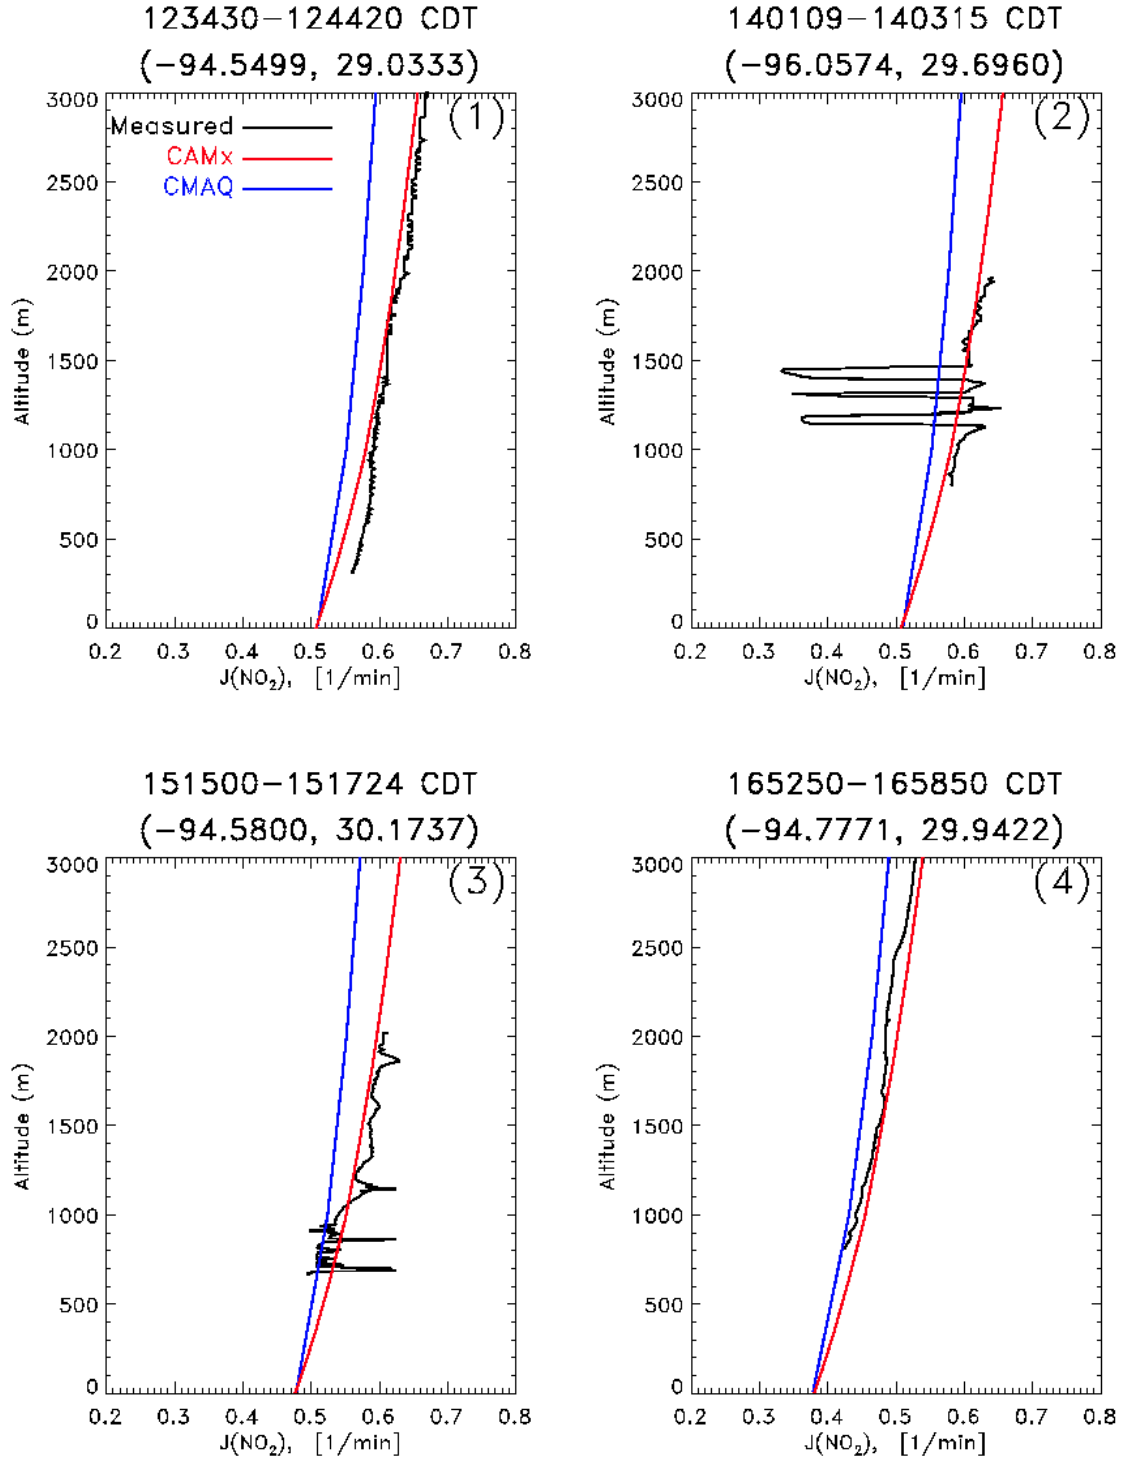 123430-124420 CDT
(-94.5499, 29.0333)
3000
2500
2000
1500
1000
500
0
Altitude (m)
Measured
CAMx
CMAQ
(1)
0.2 0.3 0.4 0.5 0.6 0.7 0.8
J(NO₂), [1/min]
140109-140315 CDT
(-96.0574, 29.6960)
3000
2500
2000
1500
1000
500
0
Altitude (m)
(2)
0.2 0.3 0.4 0.5 0.6 0.7 0.8
J(NO₂), [1/min]
151500-151724 CDT
(-94.5800, 30.1737)
3000
2500
2000
1500
1000
500
0
Altitude (m)
(3)
0.2 0.3 0.4 0.5 0.6 0.7 0.8
J(NO₂), [1/min]
165250-165850 CDT
(-94.7771, 29.9422)
3000
2500
2000
1500
1000
500
0
Altitude (m)
(4)
0.2 0.3 0.4 0.5 0.6 0.7 0.8
J(NO₂), [1/min]